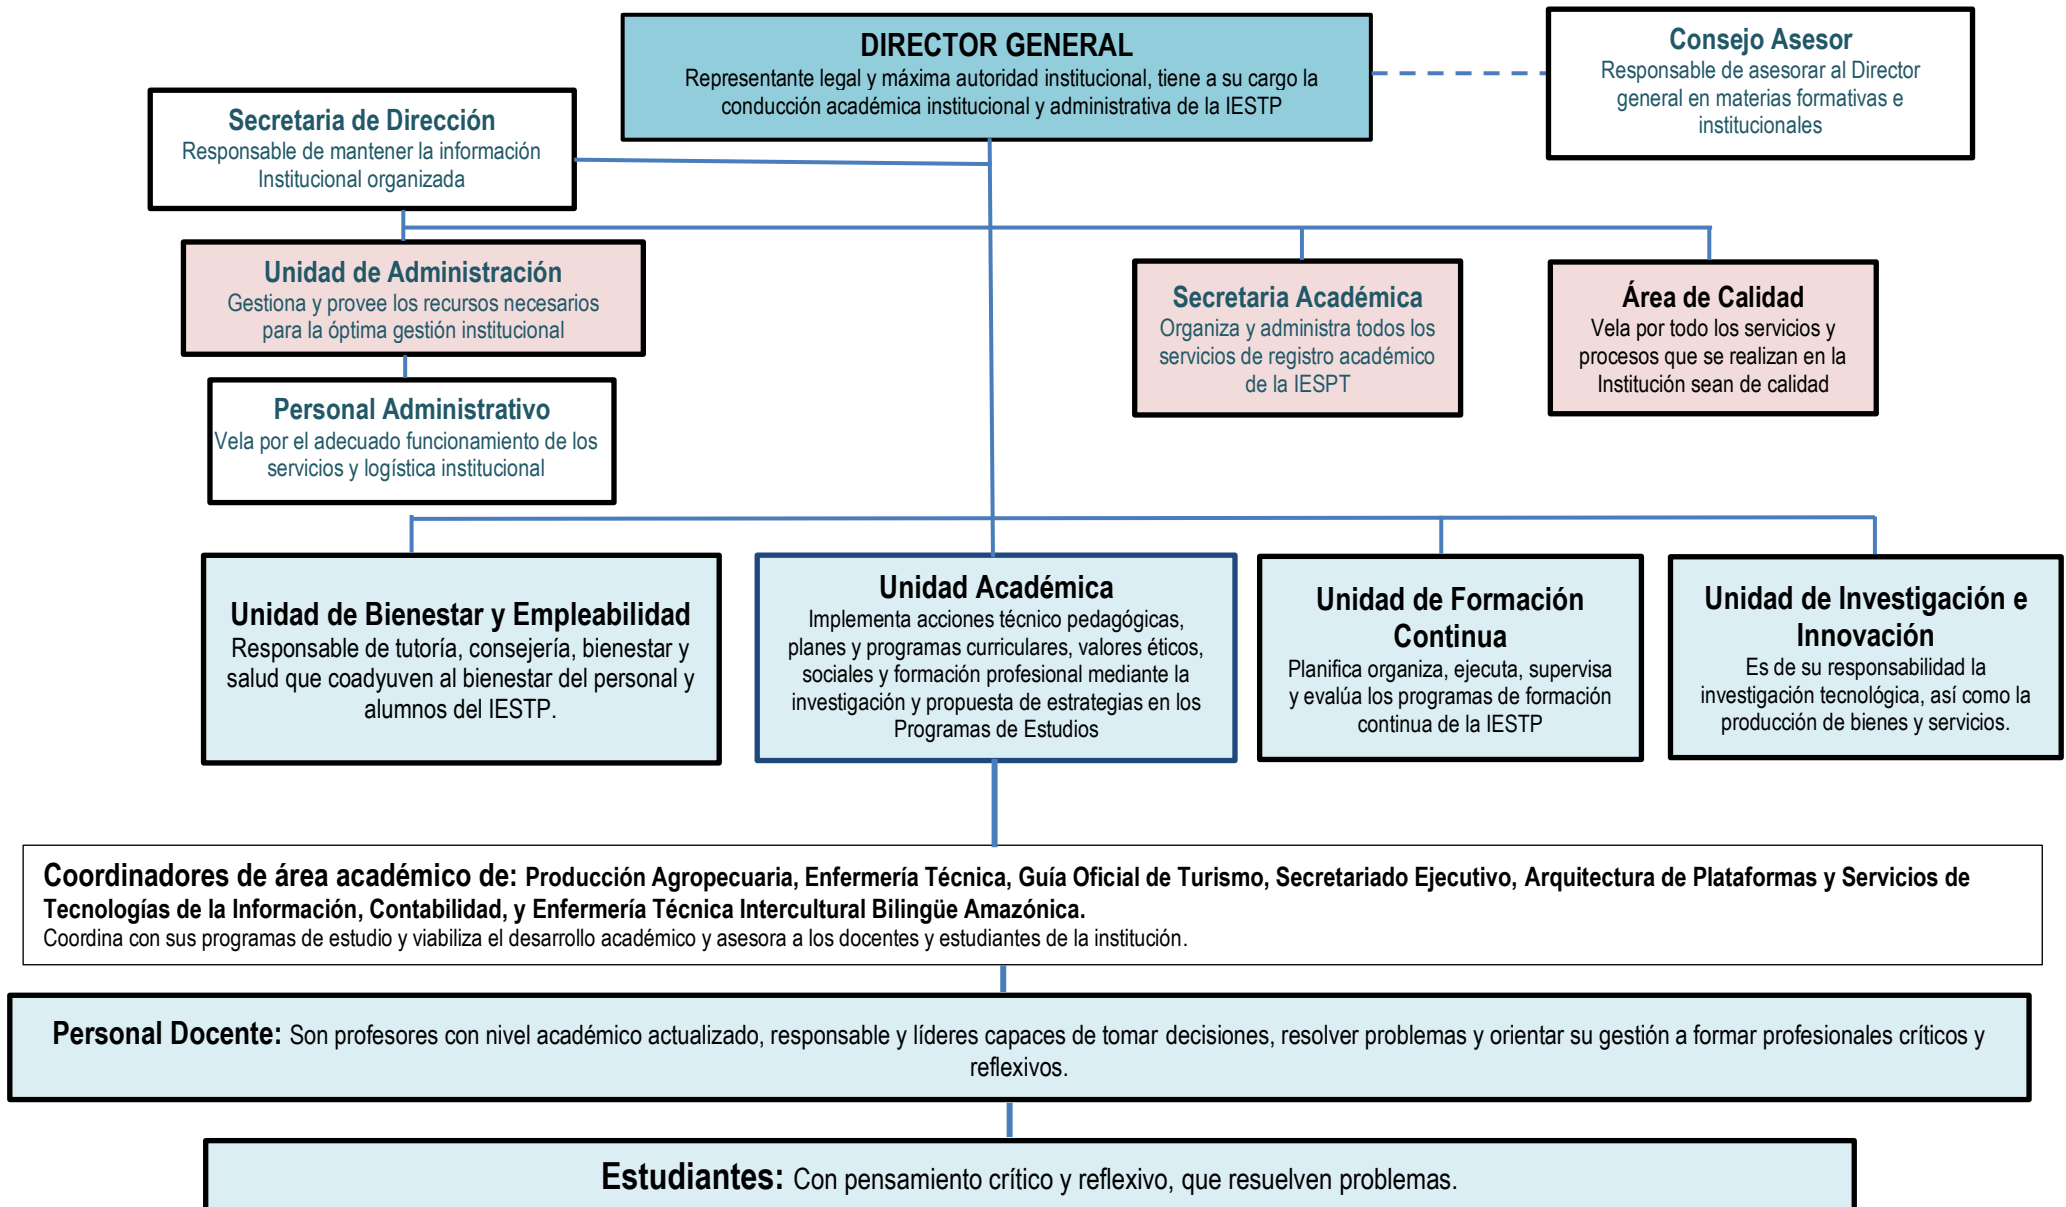 DIRECTOR GENERAL
Representante legal y máxima autoridad institucional, tiene a su cargo la
conducción académica institucional y administrativa de la IESTP
Consejo Asesor
Responsable de asesorar al Director
general en materias formativas e
institucionales
Secretaria de Dirección
Responsable de mantener la información
Institucional organizada
Unidad de Administración
Gestiona y provee los recursos necesarios
para la óptima gestión institucional
Secretaria Académica
Organiza y administra todos los
servicios de registro académico
de la IESPT
Área de Calidad
Vela por todo los servicios y
procesos que se realizan en la
Institución sean de calidad
Personal Administrativo
Vela por el adecuado funcionamiento de los
servicios y logística institucional
Unidad de Bienestar y Empleabilidad
Responsable de tutoría, consejería, bienestar y
salud que coadyuven al bienestar del personal y
alumnos del IESTP.
Unidad Académica
Implementa acciones técnico pedagógicas,
planes y programas curriculares, valores éticos,
sociales y formación profesional mediante la
investigación y propuesta de estrategias en los
Programas de Estudios
Unidad de Formación
Continua
Planifica organiza, ejecuta, supervisa
y evalúa los programas de formación
continua de la IESTP
Unidad de Investigación e
Innovación
Es de su responsabilidad la
investigación tecnológica, así como la
producción de bienes y servicios.
Coordinadores de área académico de: Producción Agropecuaria, Enfermería Técnica, Guía Oficial de Turismo, Secretariado Ejecutivo, Arquitectura de Plataformas y Servicios de
Tecnologías de la Información, Contabilidad, y Enfermería Técnica Intercultural Bilingüe Amazónica.
Coordina con sus programas de estudio y viabiliza el desarrollo académico y asesora a los docentes y estudiantes de la institución.
Personal Docente: Son profesores con nivel académico actualizado, responsable y líderes capaces de tomar decisiones, resolver problemas y orientar su gestión a formar profesionales críticos y
reflexivos.
Estudiantes: Con pensamiento crítico y reflexivo, que resuelven problemas.